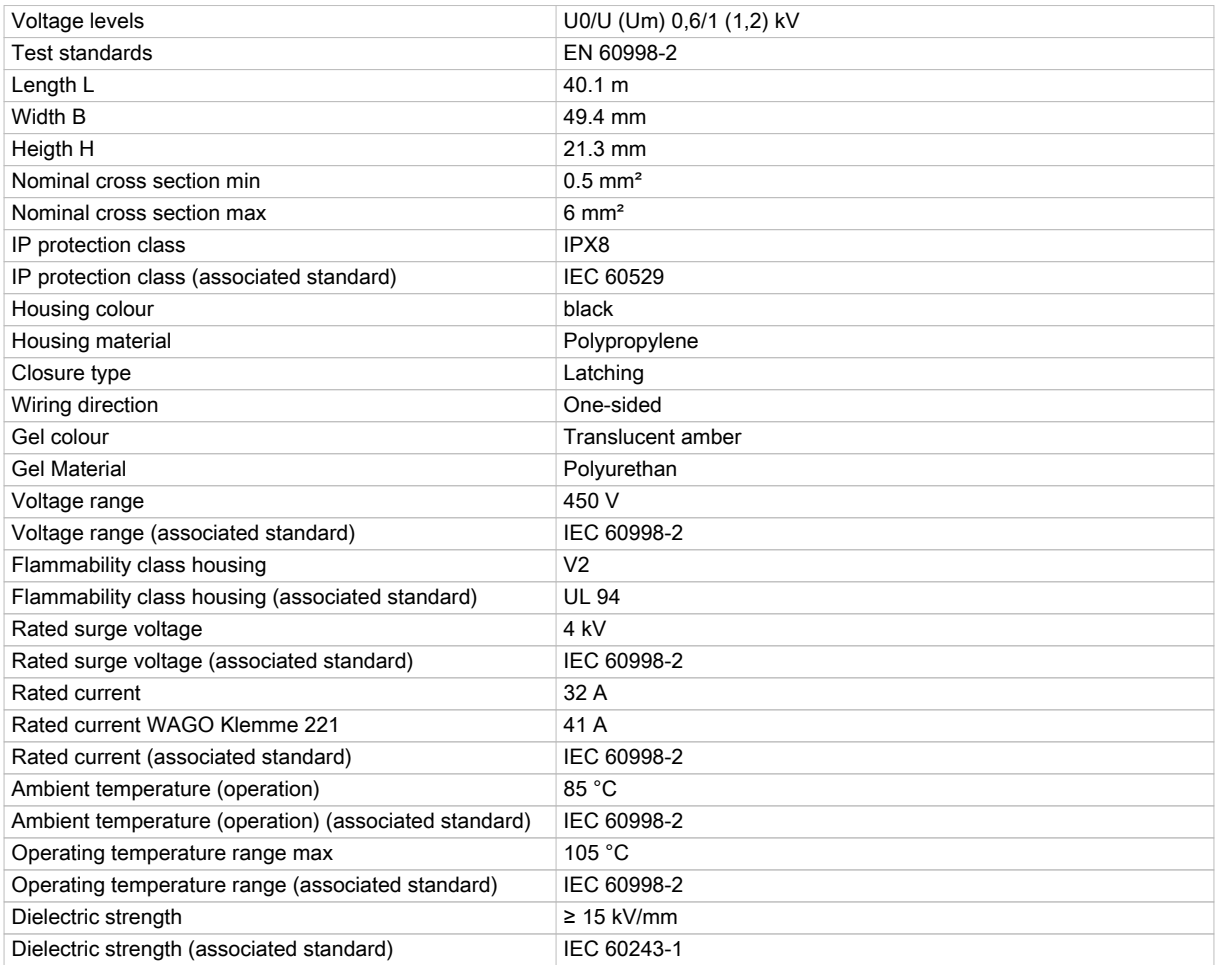 Voltage levels U0/U (Um) 0,6/1 (1,2) kV
Test standards EN 60998-2
Length L 40.1 m
Width B 49.4 mm
Heigth H 21.3 mm
Nominal cross section min 0.5 mm²
Nominal cross section max 6 mm²
IP protection class IPX8
IP protection class (associated standard) IEC 60529
Housing colour black
Housing material Polypropylene
Closure type Latching
Wiring direction One-sided
Gel colour Translucent amber
Gel Material Polyurethan
Voltage range 450 V
Voltage range (associated standard) IEC 60998-2
Flammability class housing V2
Flammability class housing (associated standard) UL 94
Rated surge voltage 4 kV
Rated surge voltage (associated standard) IEC 60998-2
Rated current 32 A
Rated current WAGO Klemme 221 41 A
Rated current (associated standard) IEC 60998-2
Ambient temperature (operation) 85 °C
Ambient temperature (operation) (associated standard) IEC 60998-2
Operating temperature range max 105 °C
Operating temperature range (associated standard) IEC 60998-2
Dielectric strength ≥ 15 kV/mm
Dielectric strength (associated standard) IEC 60243-1